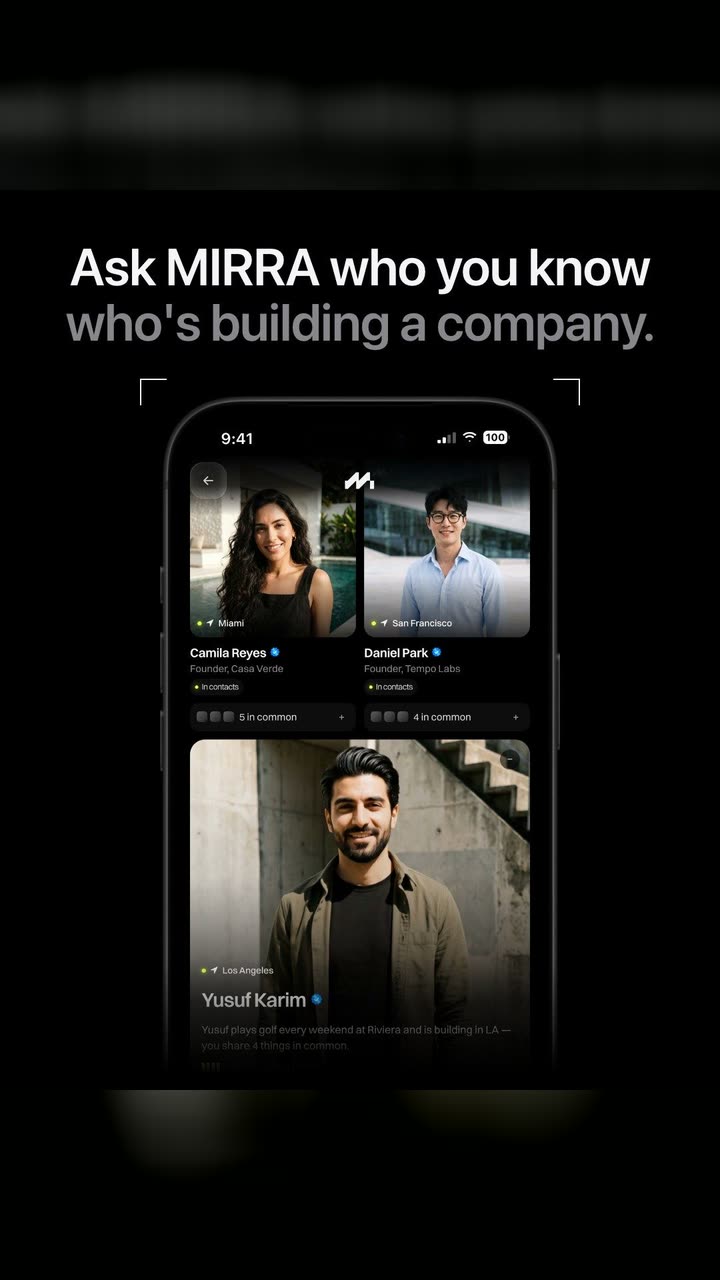 Ask MIRRA who you know
who's building a company.
9:41
100
Miami
San Francisco
Camila Reyes
Daniel Park
Founder, Casa Verde
Founder, Tempo Labs
In contacts
In contacts
5 in common +
4 in common +
Los Angeles
Yusuf Karim
Yusuf plays golf every weekend at Riviera and is building in LA —
you share 4 things in common.